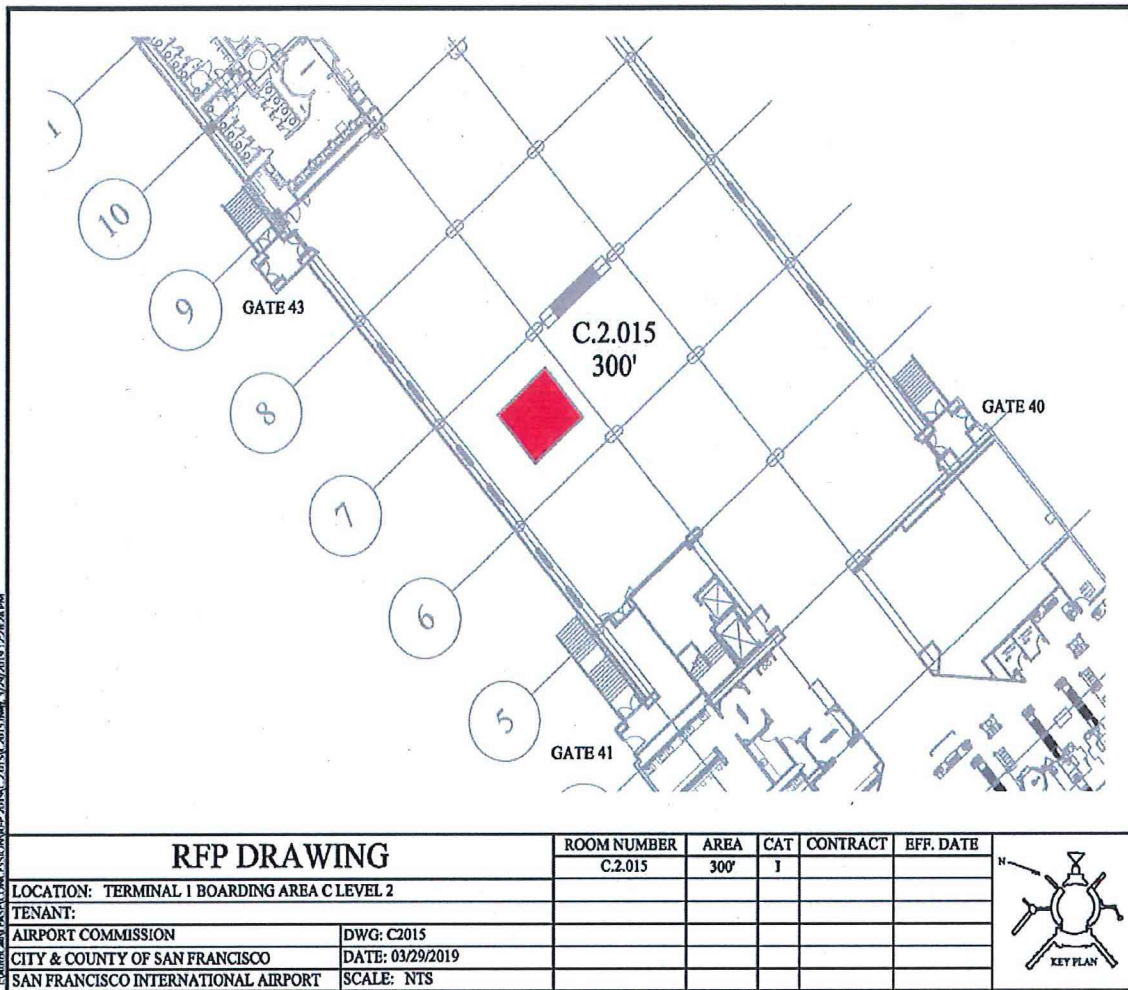 10
9
8
7
6
5
GATE 43
C.2.015
300'
GATE 40
GATE 41
RFP DRAWING
LOCATION: TERMINAL 1 BOARDING AREA C LEVEL 2
TENANT:
AIRPORT COMMISSION
DWG: C2015
CITY & COUNTY OF SAN FRANCISCO
DATE: 03/29/2019
SAN FRANCISCO INTERNATIONAL AIRPORT
SCALE: NTS
ROOM NUMBER AREA CAT CONTRACT EFF. DATE
C.2.015 300' I
N
KEY PLAN